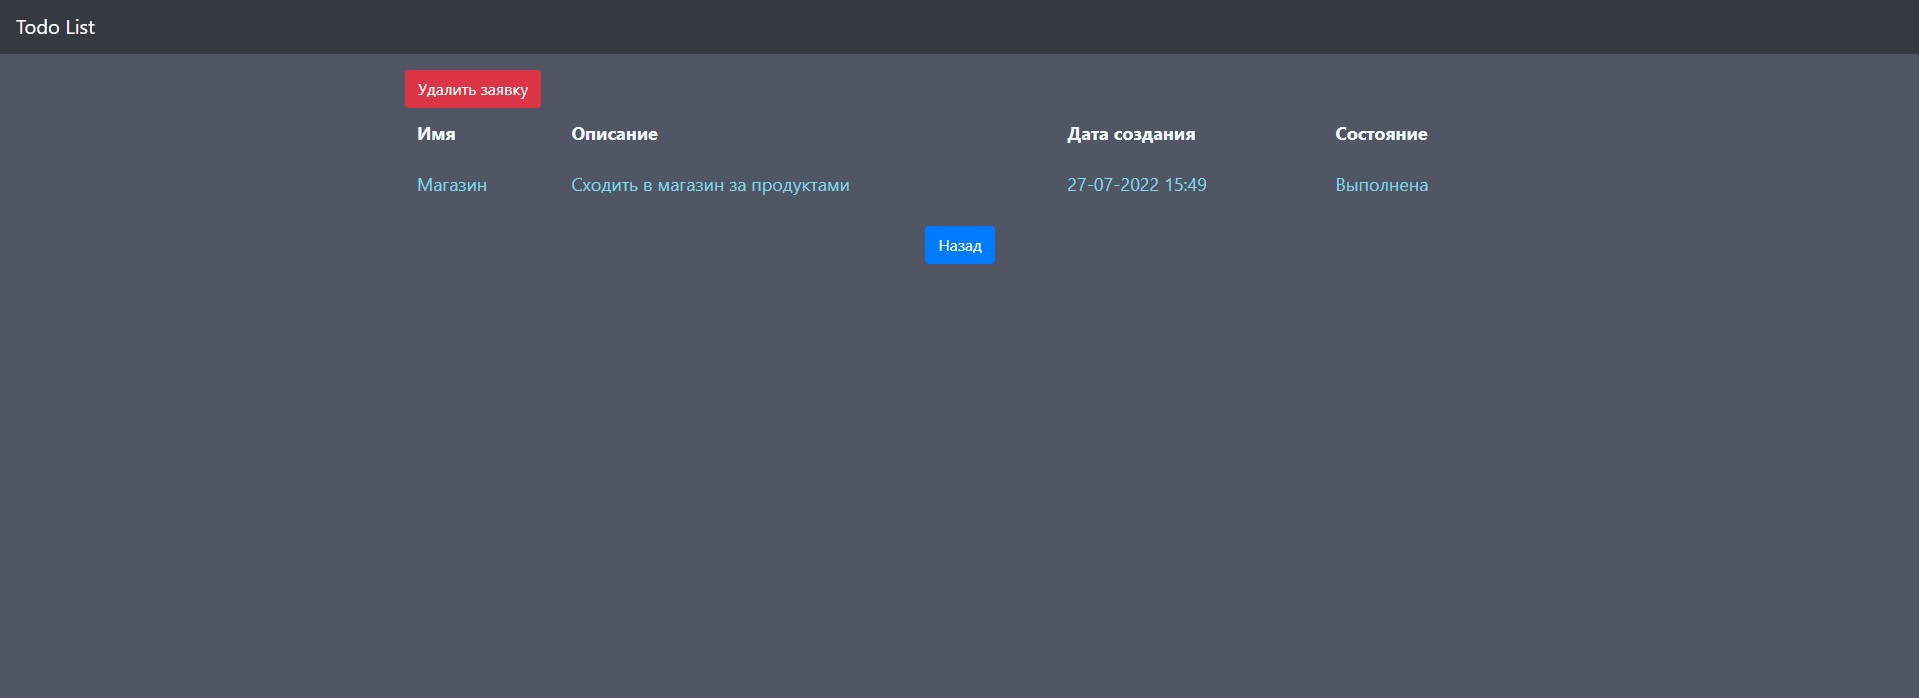 Todo List
Удалить заявку
Имя Описание Дата создания Состояние
Магазин Сходить в магазин за продуктами 27-07-2022 15:49 Выполнена
Назад